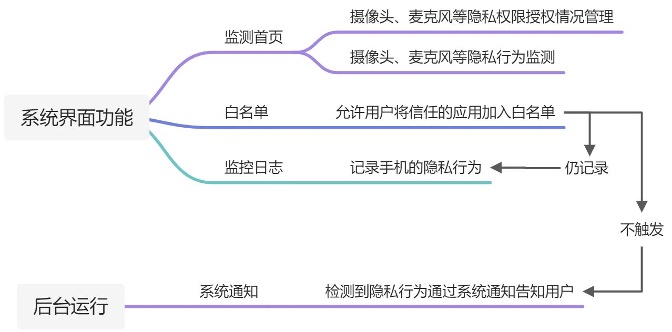 摄像头、麦克风等隐私权限授权情况管理
监测首页
摄像头、麦克风等隐私行为监测
系统界面功能
白名单
允许用户将信任的应用加入白名单
监控日志
记录手机的隐私行为
仍记录
不触发
系统通知
检测到隐私行为通过系统通知告知用户
后台运行